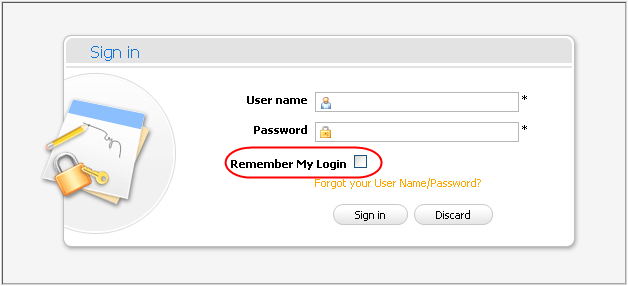 Sign in
User name *
Password *
Remember My Login
Forgot your User Name/Password?
Sign in Discard